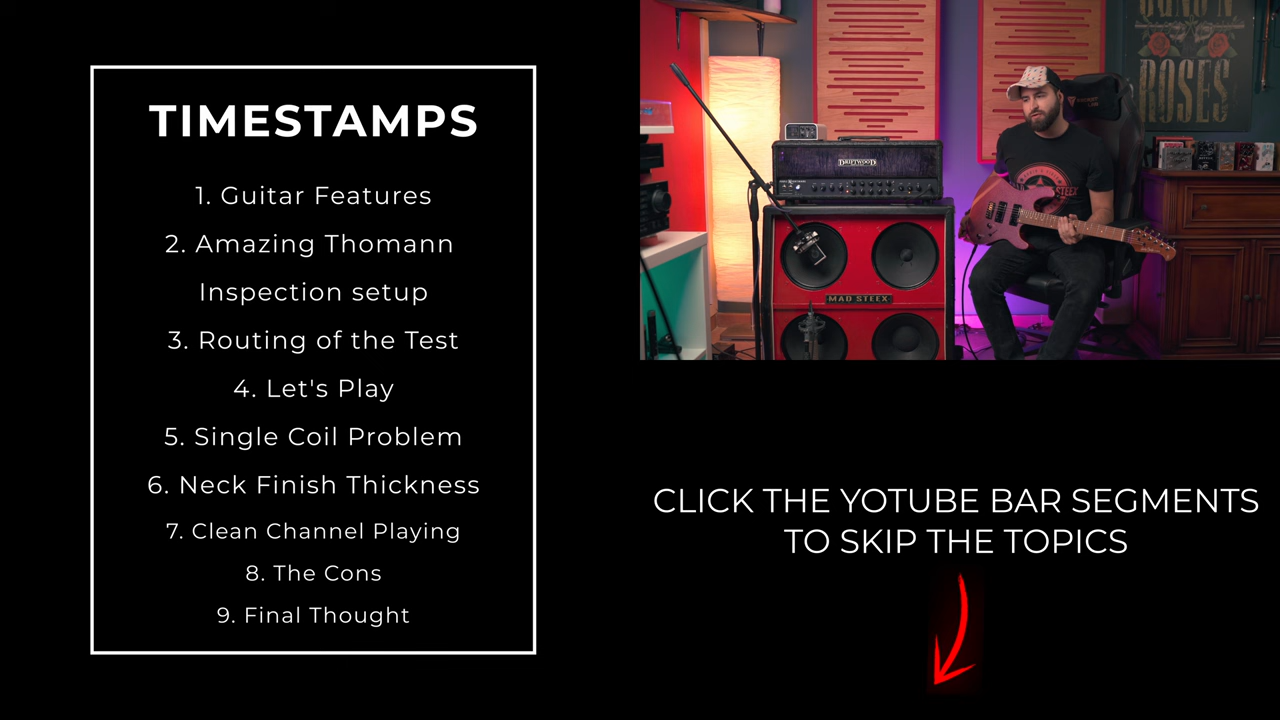 TIMESTAMPS
1. Guitar Features
2. Amazing Thomann
Inspection setup
3. Routing of the Test
4. Let's Play
5. Single Coil Problem
6. Neck Finish Thickness
7. Clean Channel Playing
8. The Cons
9. Final Thought
GUNS N'
ROSES
DRIFTWOOD
MAD STEEX
CLICK THE YOTUBE BAR SEGMENTS
TO SKIP THE TOPICS